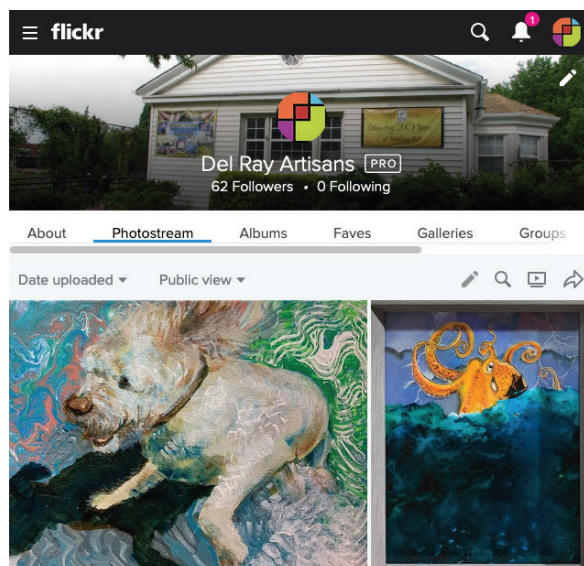 flickr
1
Del Ray Artisans PRO
62 Followers • 0 Following
About Photostream Albums Faves Galleries Groups
Date uploaded Public view